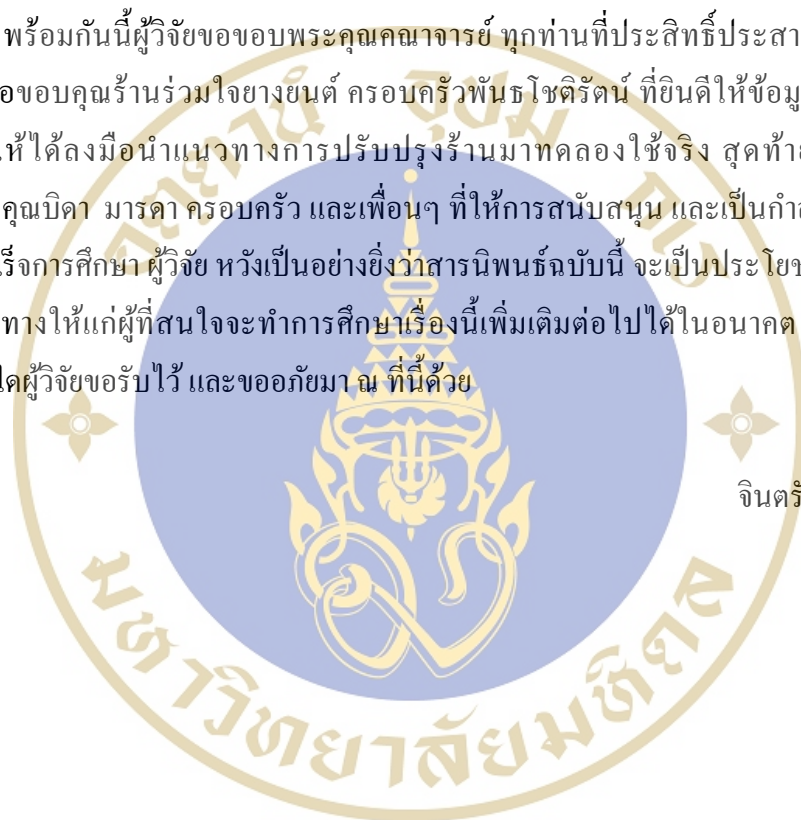 พร้อมกันนี้ผู้วิจัยขอขอบพระคุณคณาจารย์ ทุกท่านที่ประสิทธิ์ประสา
อขอบคุณร้านร่วมใจยางยนต์ ครอบครัวพันธโชติรัตน์ ที่ยินดีให้ข้อมู
ห้ได้ลงมือนำแนวทางการปรับปรุงร้านมาทดลองใช้จริง สุดท้าย
คุณบิดา มารดา ครอบครัว และเพื่อนๆ ที่ให้การสนับสนุน และเป็นกำล
ร็จการศึกษา ผู้วิจัย หวังเป็นอย่างยิ่งว่าสารนิพนธ์ฉบับนี้ จะเป็นประโยช
ทางให้แก่ผู้ที่สนใจจะทำการศึกษาเรื่องนี้เพิ่มเติมต่อไปได้ในอนาคต
ดผู้วิจัยขอรับไว้ และขออภัยมา ณ ที่นี้ด้วย
จินตรั
อตฺตานํ อุปมํ กเร
มหาวิทยาลัยมหิดล